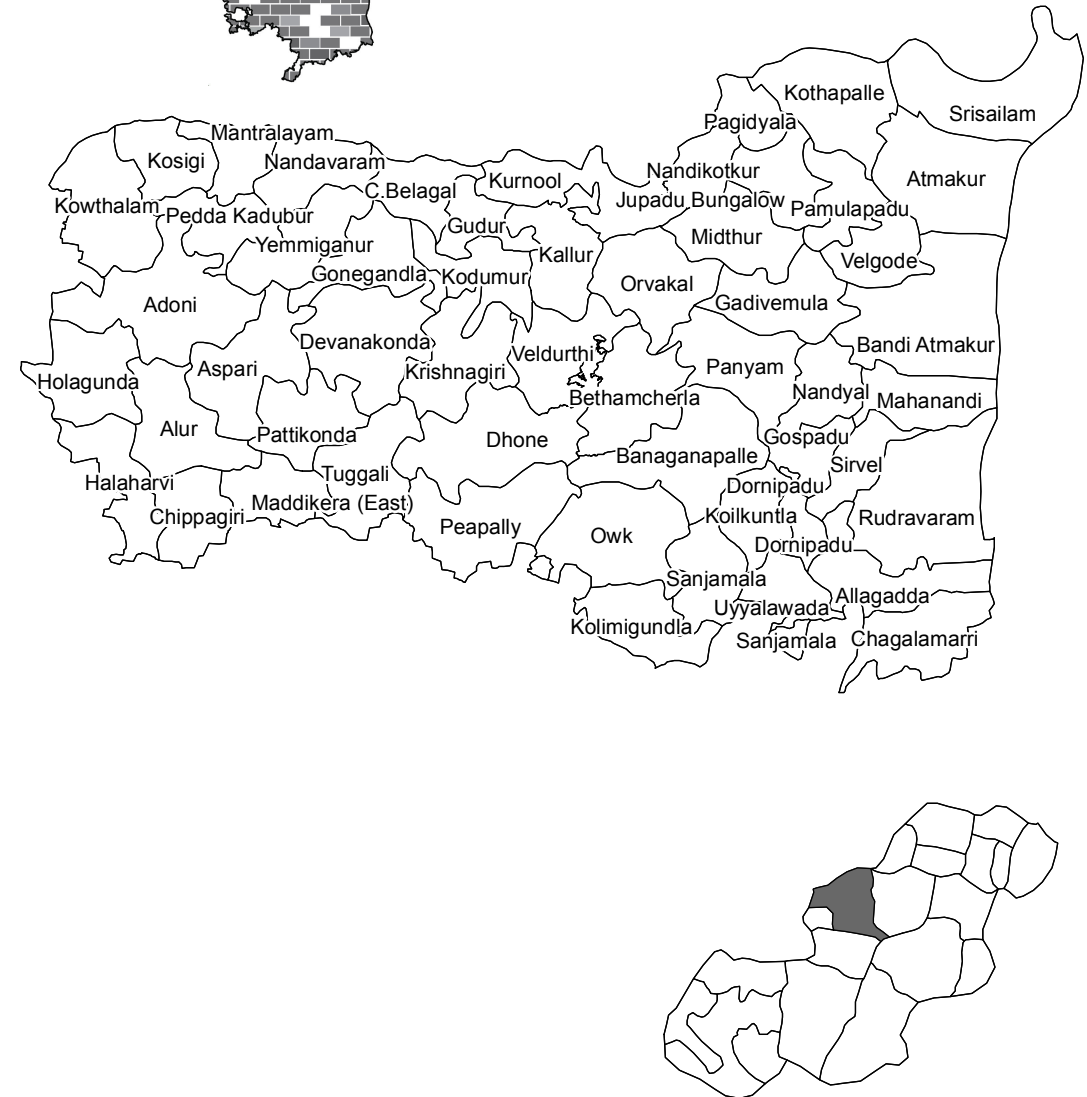 Kothapalle
Srisailam
Pagidyala
Mantralayam
Kosigi
Nandavaram
Nandikotkur
Atmakur
Kurnool
C.Belagal
Jupadu Bungalow
Kowthalam
Pedda Kadubur
Pamulapadu
Gudur
Midthur
Yemmiganur
Kallur
Velgode
Gonegandla
Kodumur
Orvakal
Adoni
Gadivemula
Devanakonda
Bandi Atmakur
Veldurthi
Aspari
Panyam
Krishnagiri
Holagunda
Nandyal
Bethamcherla
Mahanandi
Alur
Pattikonda
Dhone
Gospadu
Banaganapalle
Sirvel
Tuggali
Halaharvi
Dornipadu
Maddikera (East)
Chippagiri
Koilkuntla
Rudravaram
Peapally
Owk
Dornipadu
Sanjamala
Allagadda
Uyyalawada
Kolimigundla
Sanjamala
Chagalamarri